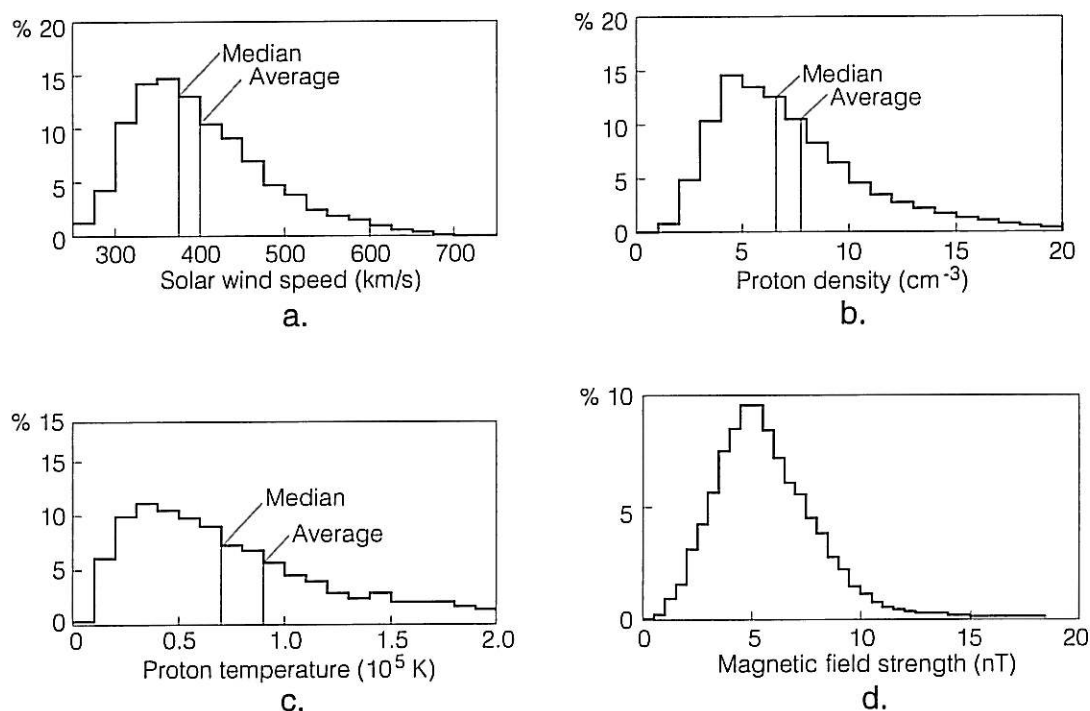 % 20
15
10
5
0
Median
Average
300 400 500 600 700
Solar wind speed (km/s)
a.
% 20
15
10
5
0
Median
Average
0 5 10 15 20
Proton density (cm⁻³)
b.
% 15
15
10
5
0
Median
Average
0.5 1.0 1.5 2.0
Proton temperature (10⁵ K)
c.
% 10
5
0
0 5 10 15 20
Magnetic field strength (nT)
d.